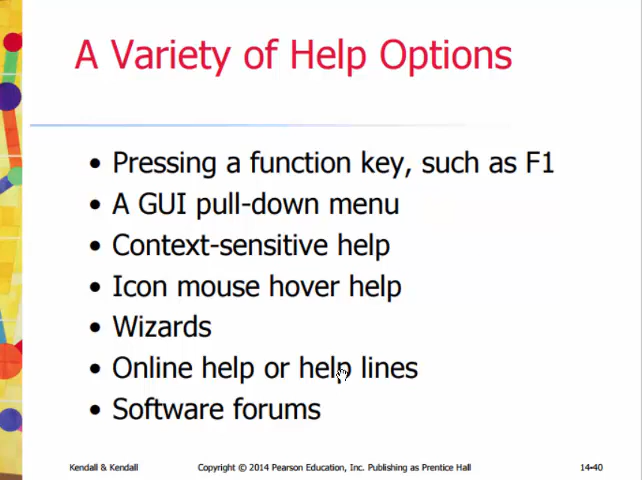 A Variety of Help Options
• Pressing a function key, such as F1
• A GUI pull-down menu
• Context-sensitive help
• Icon mouse hover help
• Wizards
• Online help or help lines
• Software forums
Kendall & Kendall Copyright © 2014 Pearson Education, Inc. Publishing as Prentice Hall 14-40